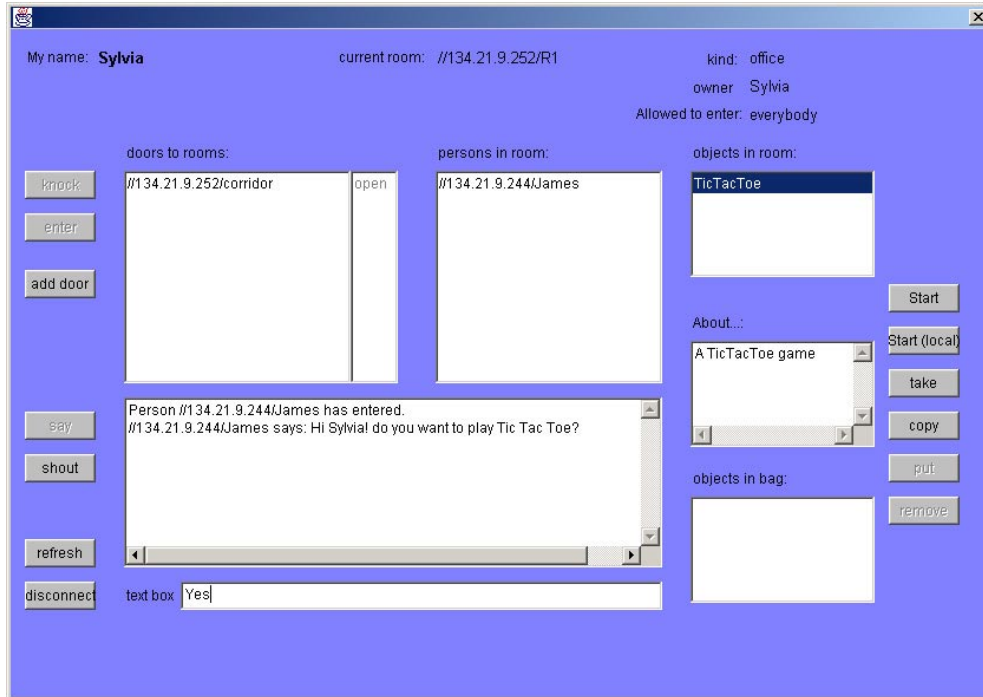 My name: Sylvia
current room: //134.21.9.252/R1
kind: office
owner Sylvia
Allowed to enter: everybody
doors to rooms:
persons in room:
objects in room:
knock
enter
add door
//134.21.9.252/corridor
open
//134.21.9.244/James
TicTacToe
About...:
A TicTacToe game
Start
Start (local)
take
copy
put
remove
say
shout
Person //134.21.9.244/James has entered.
//134.21.9.244/James says: Hi Sylvia! do you want to play Tic Tac Toe?
objects in bag:
refresh
disconnect
text box Yes